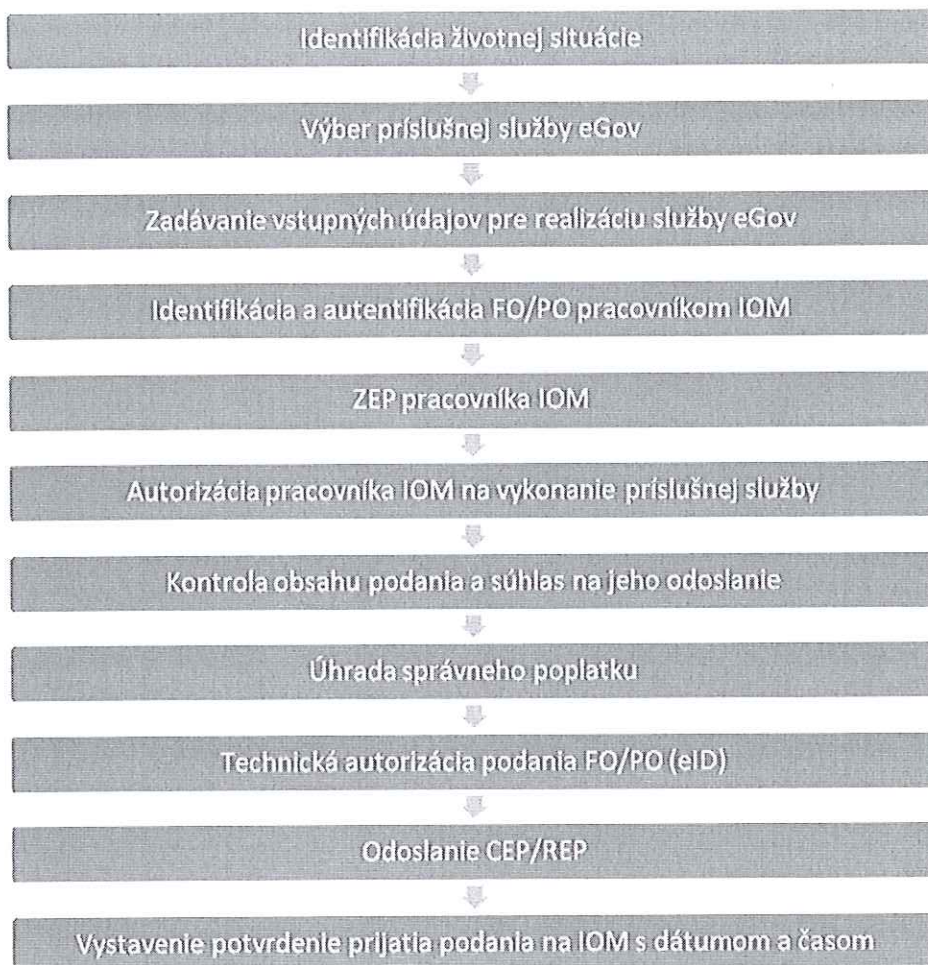 Identifikácia životnej situácie
Výber príslušnej služby eGov
Zadávanie vstupných údajov pre realizáciu služby eGov
Identifikácia a autentifikácia FO/PO pracovníkom IOM
ZEP pracovníka IOM
Autorizácia pracovníka IOM na vykonanie príslušnej služby
Kontrola obsahu podania a súhlas na jeho odoslanie
Úhrada správneho poplatku
Technická autorizácia podania FO/PO (eID)
Odoslanie CEP/REP
Vystavenie potvrdenie prijatia podania na IOM s dátumom a časom